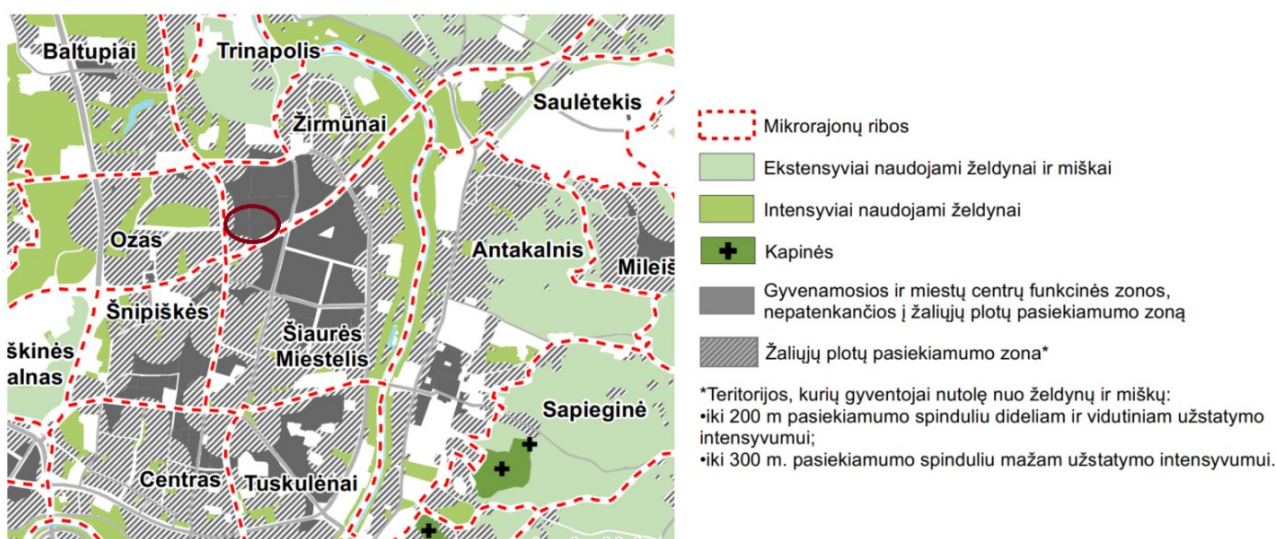 Baltupiai
Trinapolis
Saulėtekis
Žirmūnai
Ozas
Antakalnis
Šnipiškės
Šiaurės
Miestelis
Sapieginė
Centras
Tuskulėnai
Mikrorajonų ribos
Ekstensyviai naudojami želdynai ir miškai
Intensyviai naudojami želdynai
Kapinės
Gyvenamosios ir miestų centrų funkcinės zonos,
nepatenkančios į žaliųjų plotų pasiekiamumo zoną
Žaliųjų plotų pasiekiamumo zona*
*Teritorijos, kurių gyventojai nutolę nuo želdynų ir miškų:
•iki 200 m pasiekiamumo spinduliu dideliam ir vidutiniam užstatymo
intensyvumui;
•iki 300 m. pasiekiamumo spinduliu mažam užstatymo intensyvumui.